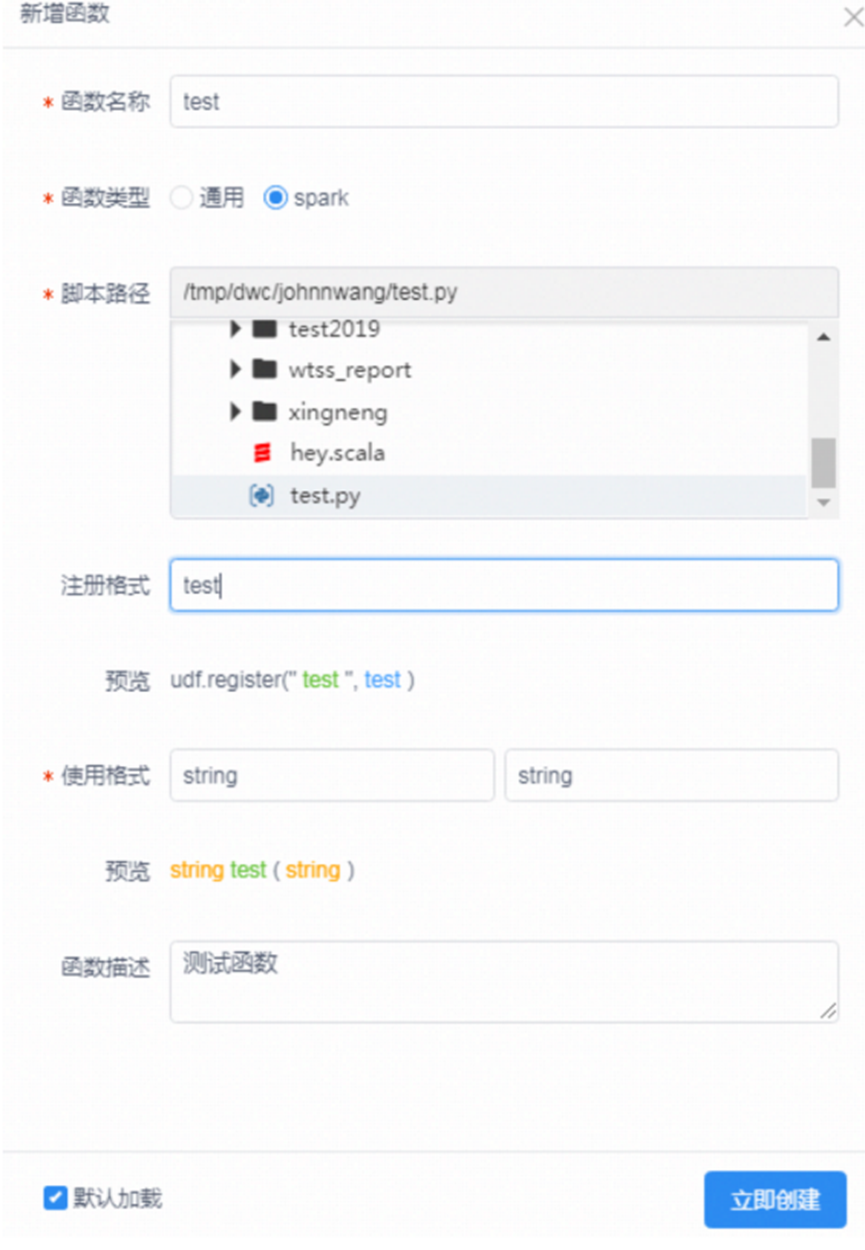 新增函数
* 函数名称 test
* 函数类型 通用 spark
* 脚本路径 /tmp/dwc/johnnwang/test.py
test2019
wtss_report
xingneng
hey.scala
test.py
注册格式 test
预览 udf.register(" test ", test )
* 使用格式 string string
预览 string test ( string )
函数描述 测试函数
默认加载 立即创建